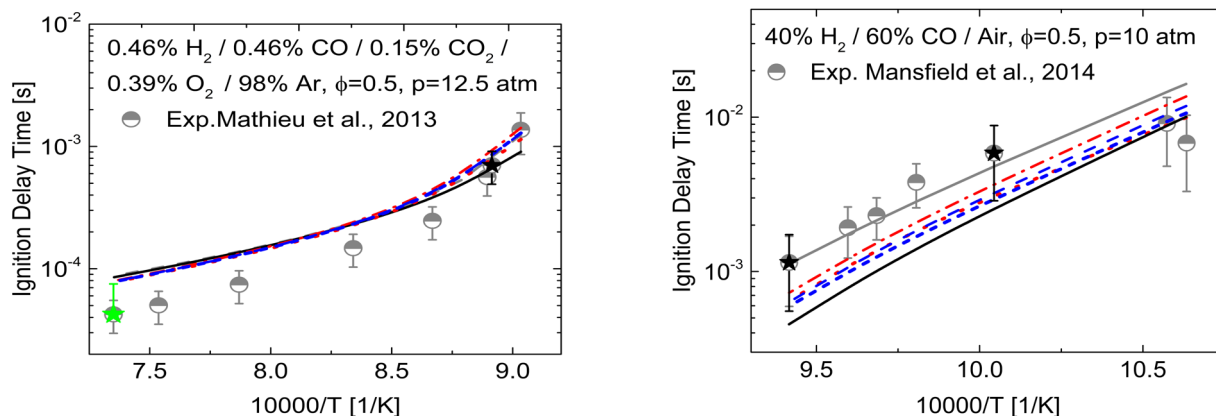 Ignition Delay Time [s]
10⁻²
10⁻³
10⁻⁴
0.46% H₂ / 0.46% CO / 0.15% CO₂ /
0.39% O₂ / 98% Ar, ϕ=0.5, p=12.5 atm
Exp.Mathieu et al., 2013
7.5 8.0 8.5 9.0
10000/T [1/K]
Ignition Delay Time [s]
10⁻²
10⁻³
40% H₂ / 60% CO / Air, ϕ=0.5, p=10 atm
Exp. Mansfield et al., 2014
9.5 10.0 10.5
10000/T [1/K]